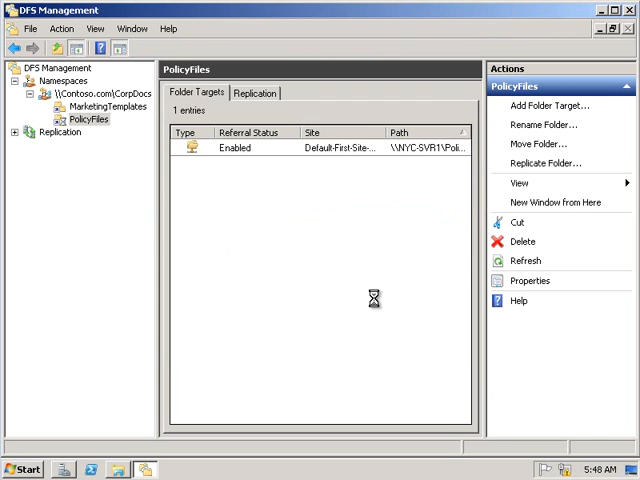 DFS Management
File Action View Window Help
DFS Management
Namespaces
\\Contoso.com\CorpDocs
MarketingTemplates
PolicyFiles
Replication
PolicyFiles
Folder Targets Replication
1 entries
Type Referral Status Site Path
Enabled Default-First-Site-... \\NYC-SVR1\Poli...
Actions
PolicyFiles
Add Folder Target...
Rename Folder...
Move Folder...
Replicate Folder...
View
New Window from Here
Cut
Delete
Refresh
Properties
Help
Start
5:48 AM